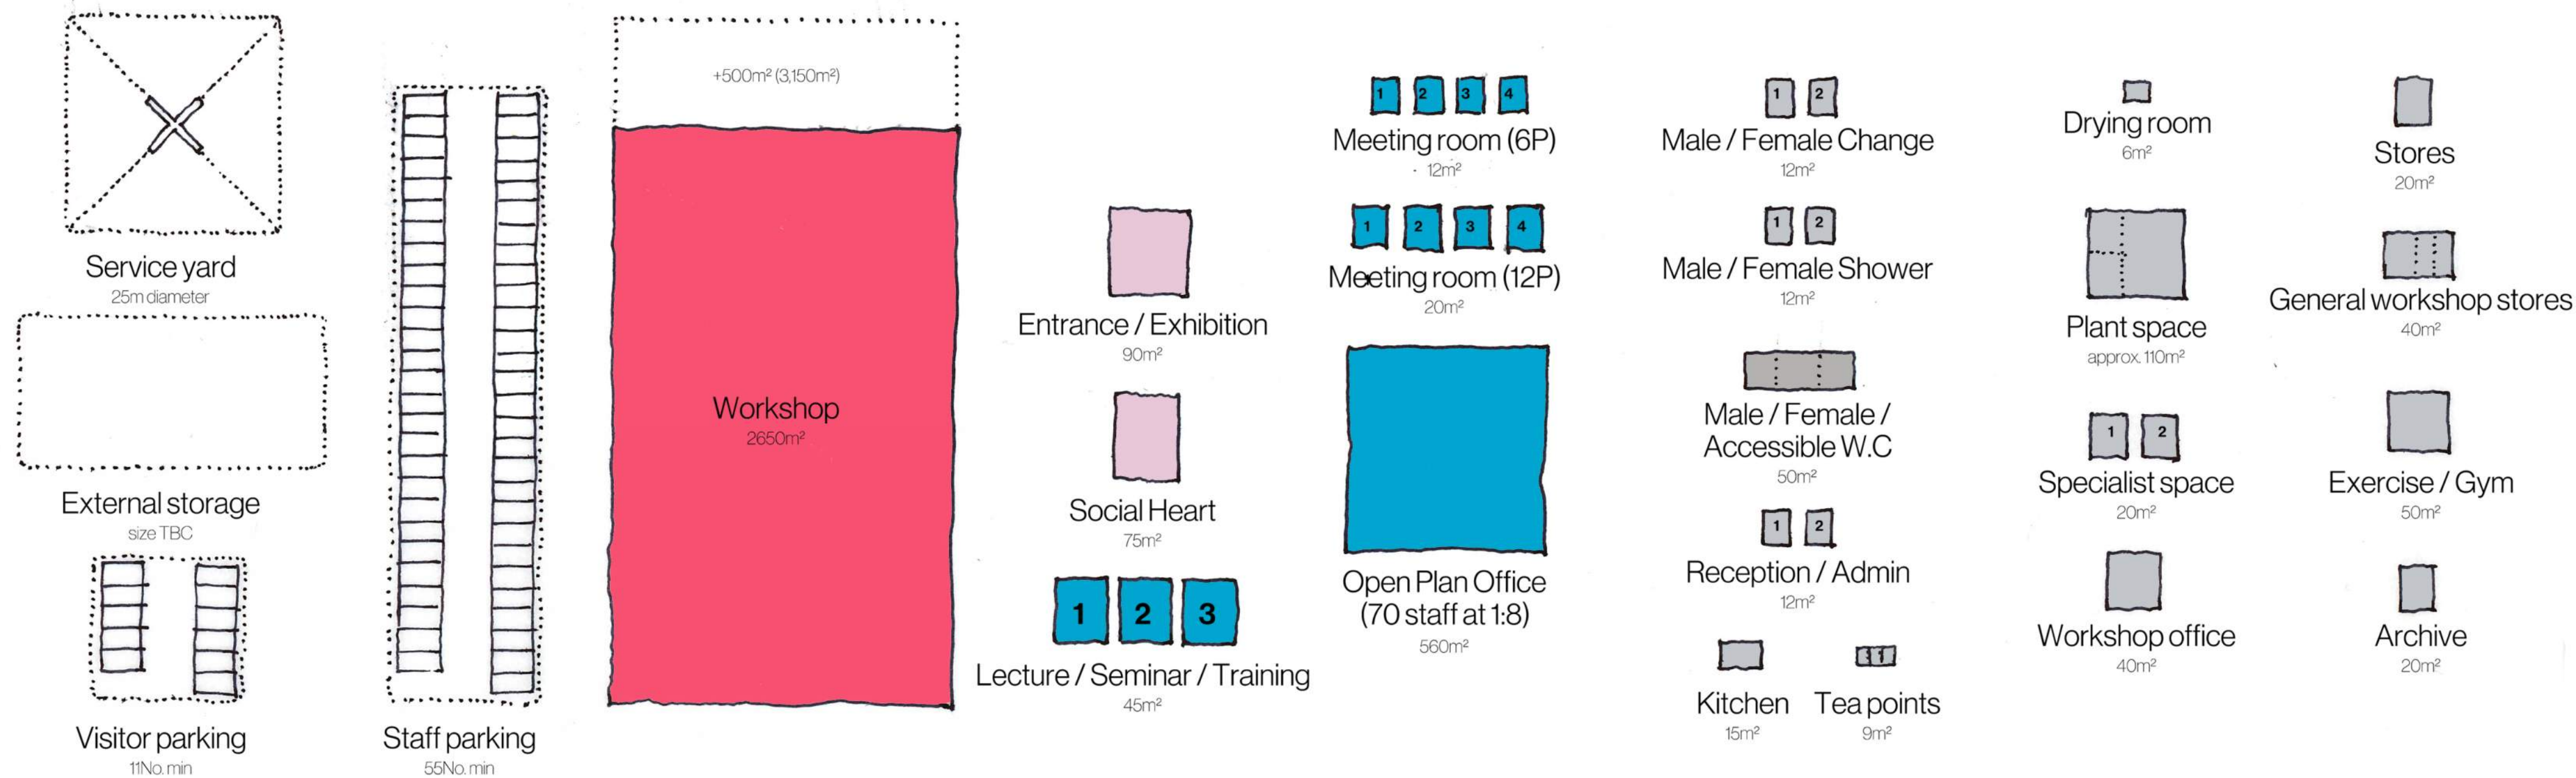 Service yard
25m diameter
External storage
size TBC
Visitor parking
11No. min
Staff parking
55No. min
+500m² (3,150m²)
Workshop
2650m²
Entrance / Exhibition
90m²
Social Heart
75m²
1 2 3
Lecture / Seminar / Training
45m²
1 2 3 4
Meeting room (6P)
12m²
1 2 3 4
Meeting room (12P)
20m²
Open Plan Office
(70 staff at 1:8)
560m²
1 2
Male / Female Change
12m²
1 2
Male / Female Shower
12m²
Male / Female /
Accessible W.C
50m²
1 2
Reception / Admin
12m²
Kitchen
15m²
Tea points
9m²
Drying room
6m²
Plant space
approx. 110m²
1 2
Specialist space
20m²
Workshop office
40m²
Stores
20m²
General workshop stores
40m²
Exercise / Gym
50m²
Archive
20m²